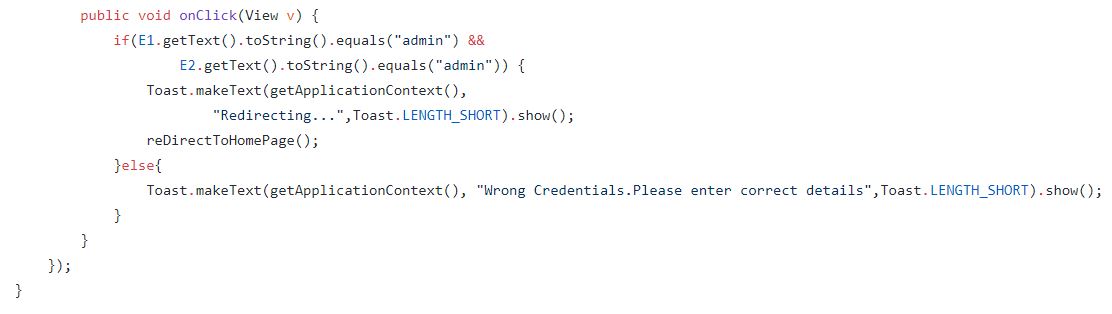 public void onClick(View v) {
if(E1.getText().toString().equals("admin") &&
E2.getText().toString().equals("admin")) {
Toast.makeText(getApplicationContext(),
"Redirecting...",Toast.LENGTH_SHORT).show();
reDirectToHomePage();
}else{
Toast.makeText(getApplicationContext(), "Wrong Credentials.Please enter correct details",Toast.LENGTH_SHORT).show();
}
}
});
}